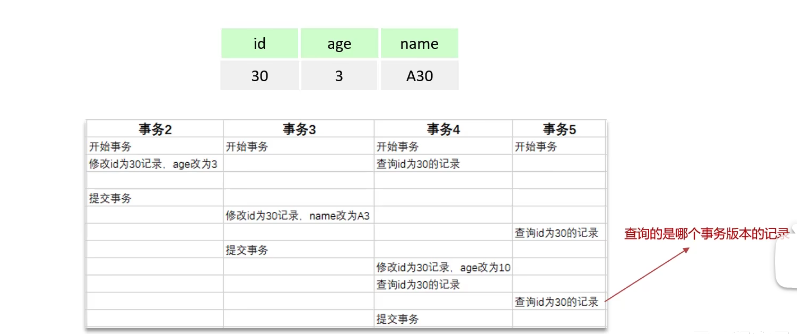 id age name
30 3 A30
事务2 事务3 事务4 事务5
开始事务 开始事务 开始事务 开始事务
修改id为30记录，age改为3 查询id为30的记录
提交事务
修改id为30记录，name改为A3
查询id为30的记录 查询的是哪个事务版本的记录
提交事务
修改id为30记录，age改为10
查询id为30的记录
查询id为30的记录
提交事务